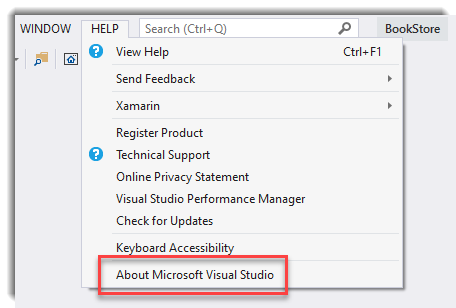 WINDOW HELP Search (Ctrl+Q) BookStore
View Help Ctrl+F1
Send Feedback
Xamarin
Register Product
Technical Support
Online Privacy Statement
Visual Studio Performance Manager
Check for Updates
Keyboard Accessibility
About Microsoft Visual Studio